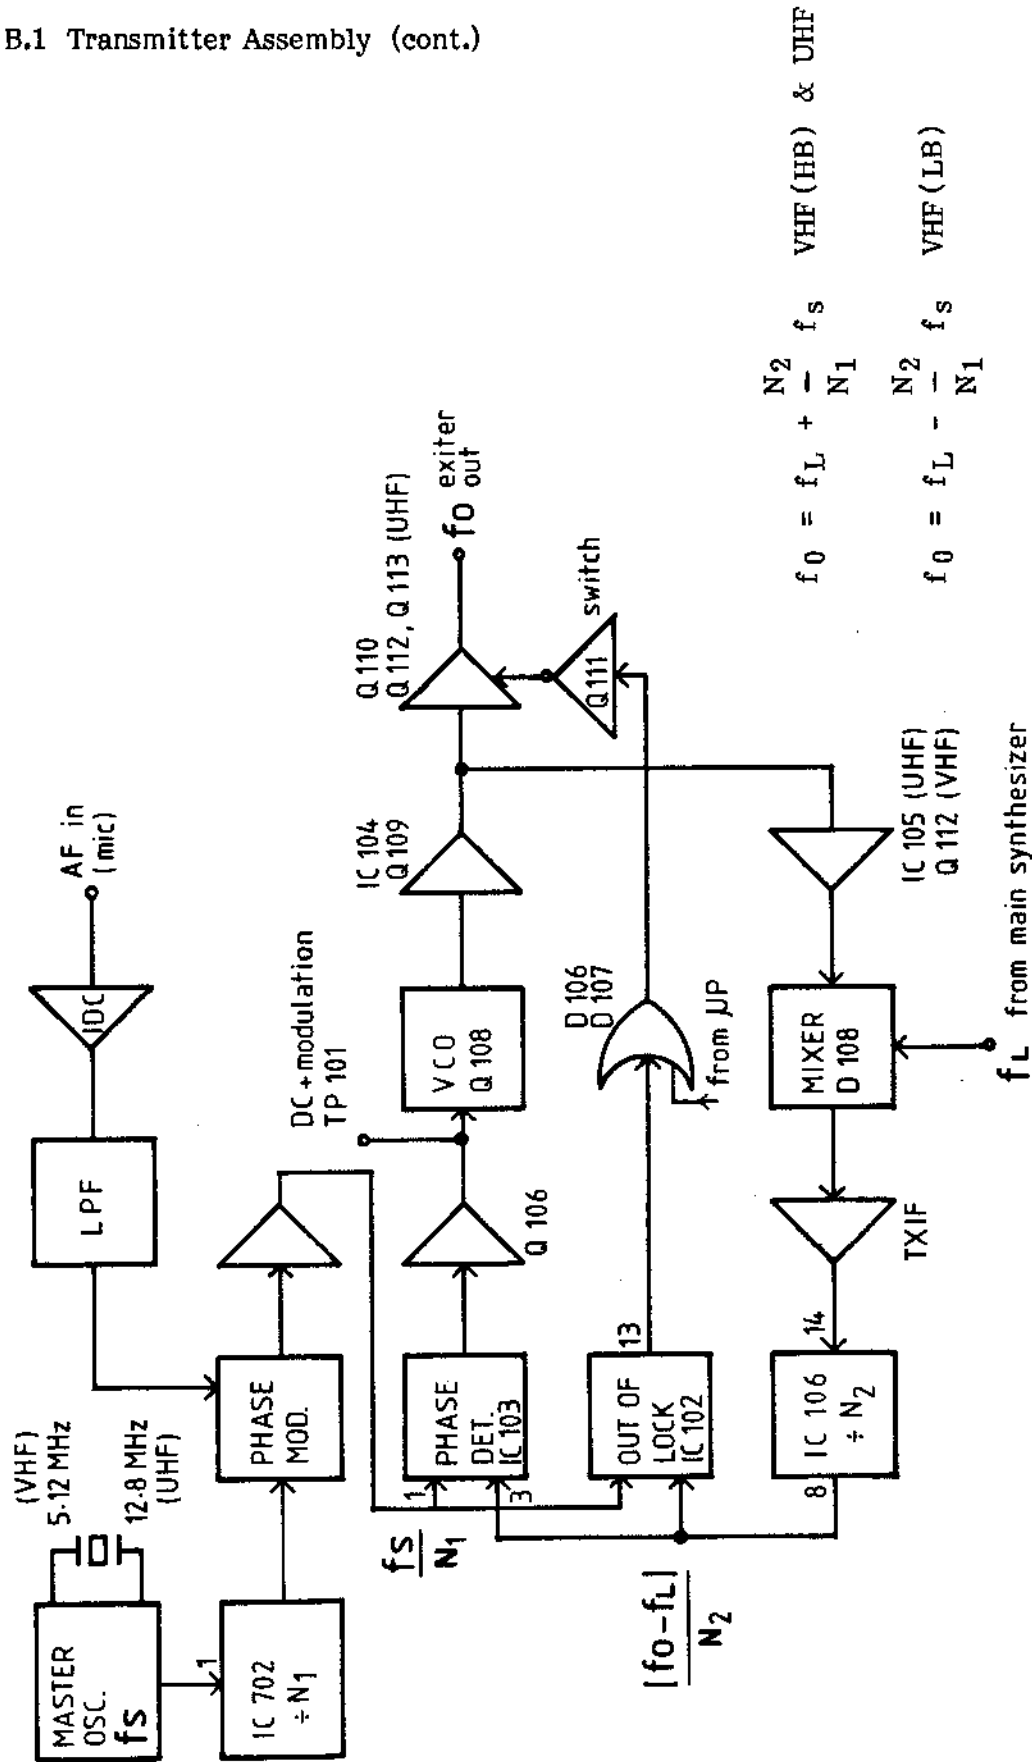 B.1 Transmitter Assembly (cont.)
MASTER
OSC.
fS
(VHF)
5·12 MHz
12·8 MHz
(UHF)
1
IC 702
÷N1
PHASE
MOD.
LPF
IDC
AF in
(mic)
fS
N1
1
3
PHASE
DET.
IC103
Q 106
DC+modulation
TP 101
VCO
Q 108
IC 104
Q 109
Q 110
Q 112, Q 113 (UHF)
fO exiter
out
OUT OF
LOCK
IC 102
13
D 106
D 107
from µP
Q111
switch
[fO-fL]
N2
8
IC 106
÷ N2
14
TXIF
MIXER
D 108
fL from main synthesizer
IC 105 (UHF)
Q 112 (VHF)
f0 = fL + N2/N1 fS VHF(HB) & UHF
f0 = fL - N2/N1 fS VHF(LB)